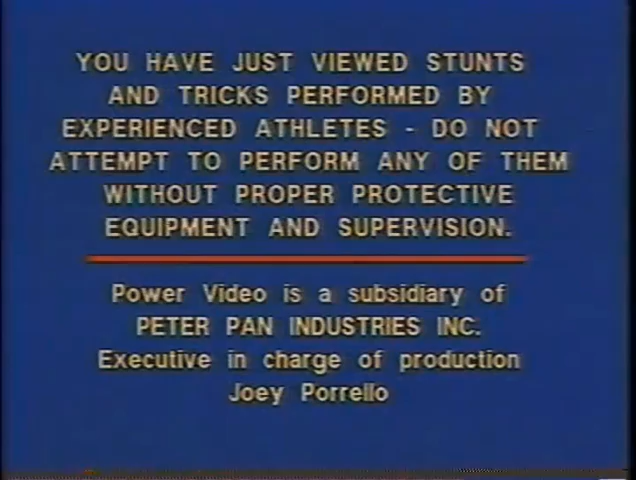 YOU HAVE JUST VIEWED STUNTS
AND TRICKS PERFORMED BY
EXPERIENCED ATHLETES - DO NOT
ATTEMPT TO PERFORM ANY OF THEM
WITHOUT PROPER PROTECTIVE
EQUIPMENT AND SUPERVISION.
Power Video is a subsidiary of
PETER PAN INDUSTRIES INC.
Executive in charge of production
Joey Porrello